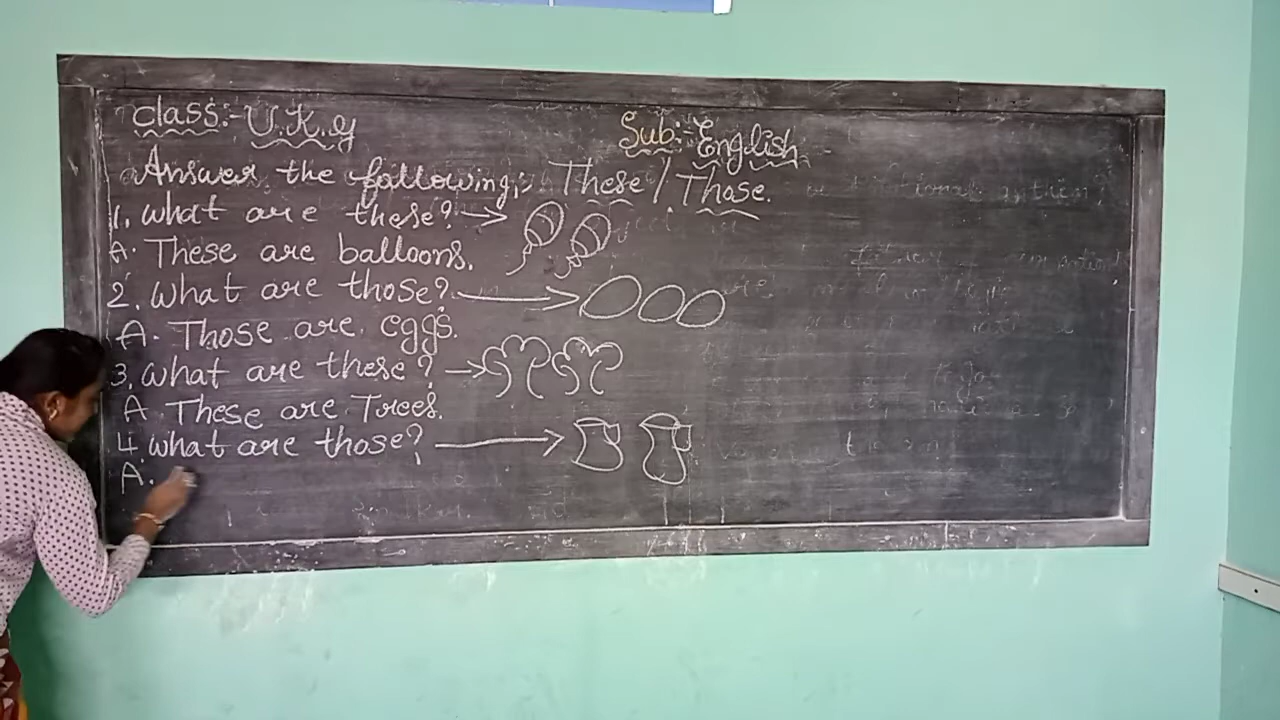 Class:- U.K.g
Sub:- English
Answer the following:- These / Those.
1. What are these?
A. These are balloons.
2. What are those?
A. Those are eggs.
3. What are these?
A. These are Trees.
4. What are those?
A.